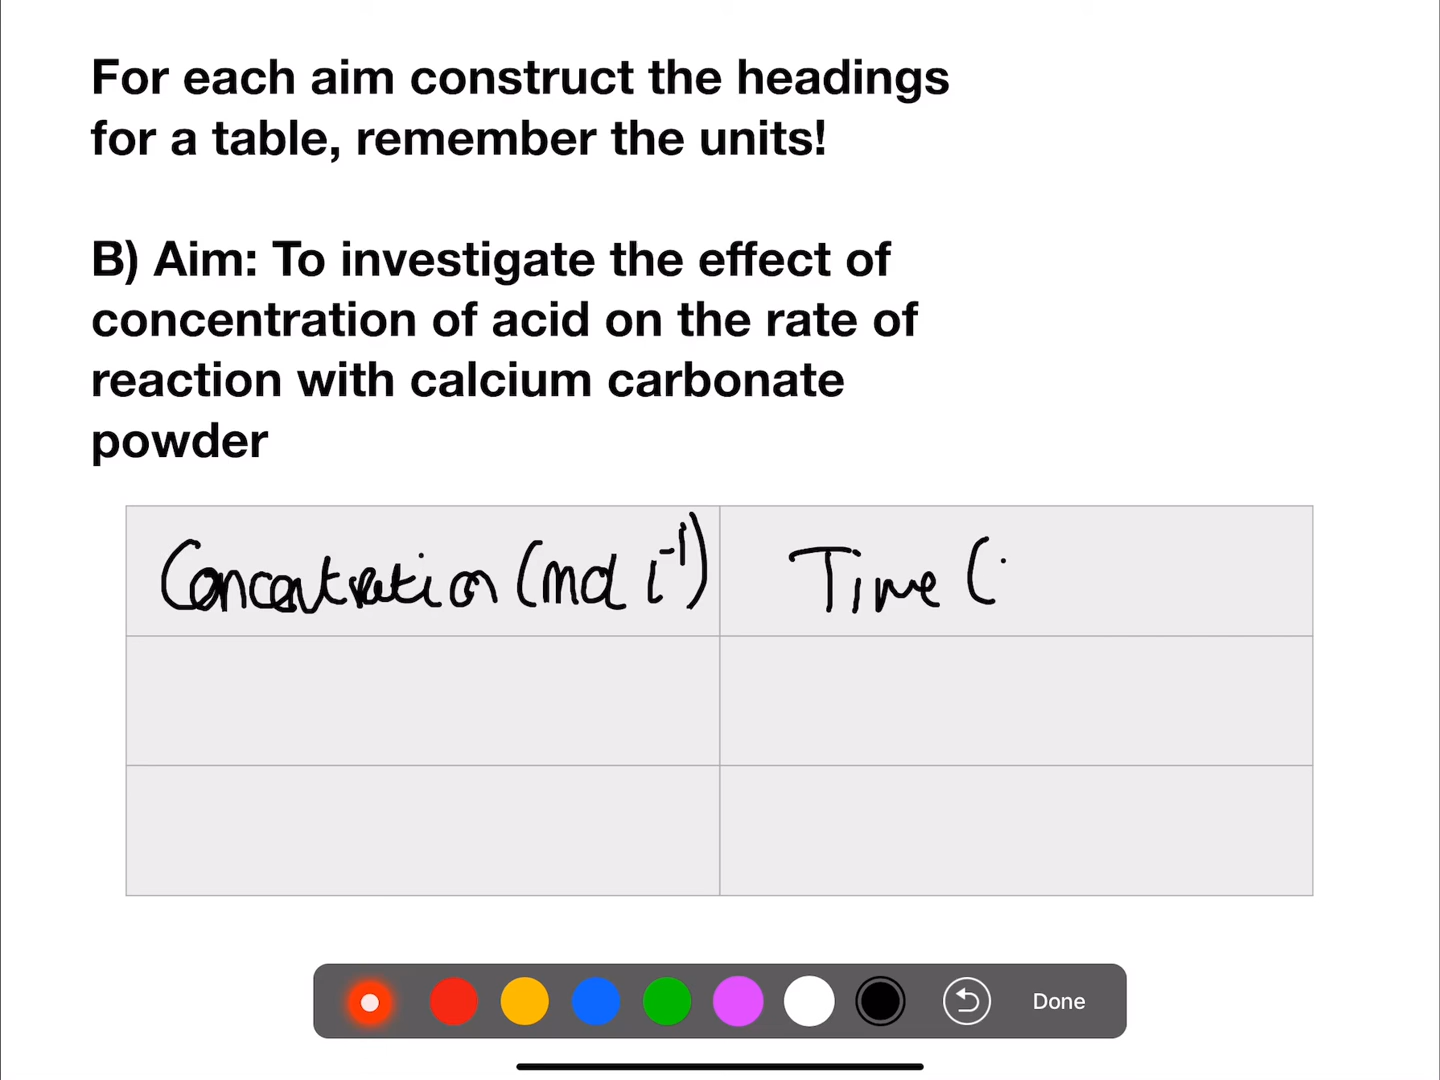 For each aim construct the headings
for a table, remember the units!
B) Aim: To investigate the effect of
concentration of acid on the rate of
reaction with calcium carbonate
powder
Concentration (mol l⁻¹)
Time (
Done